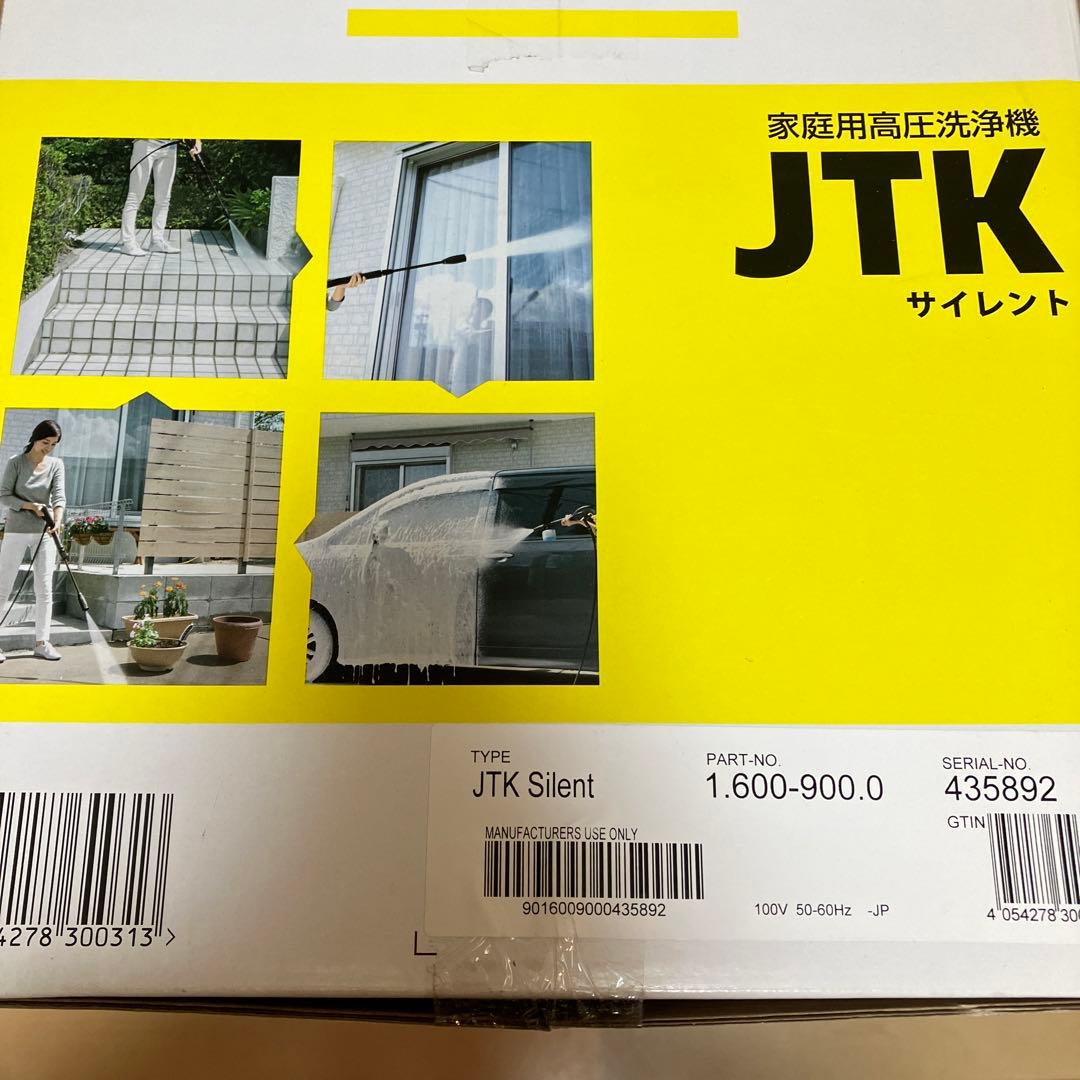 家庭用高圧洗浄機
JTK
サイレント
TYPE
JTK Silent
PART-NO.
1.600-900.0
SERIAL-NO.
435892
MANUFACTURERS USE ONLY
9016009000435892
100V 50-60Hz -JP
GTIN
4 054278 30
4278 300313 >